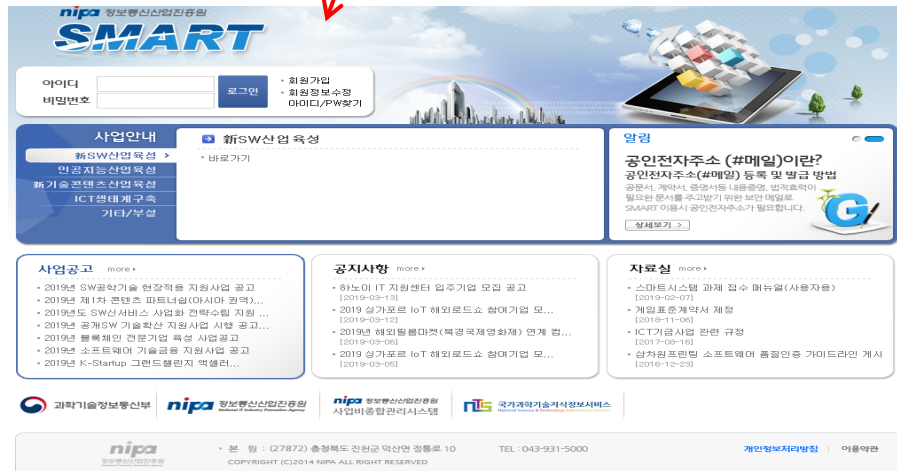 nipa 정보통신산업진흥원
SMART
아이디
비밀번호
로그인
· 회원가입
· 회원정보수정
아이디/PW찾기
사업안내
新SW산업육성
인공지능산업육성
新기술콘텐츠산업육성
ICT생태계구축
기타/부설
新SW산업육성
· 바로가기
알림
공인전자주소 (#메일)이란?
공인전자주소(#메일) 등록 및 발급 방법
공문서, 계약서, 증명서등 내용증명, 법적효력이
필요한 문서를 주고받기 위한 보안 메일로
SMART 이용시 공인전자주소가 필요합니다.
상세보기 >
사업공고 more
· 2019년 SW공학기술 현장적용 지원사업 공고
· 2019년 제1차 콘텐츠 파트너쉽(아시아 권역)...
· 2019년도 SW신서비스 사업화 전략수립 지원 ...
· 2019년 공개SW 기술확산 지원사업 시행 공고...
· 2019년 블록체인 전문기업 육성 사업공고
· 2019년 소프트웨어 기술금융 지원사업 공고
· 2019년 K-Startup 그랜드챌린지 액셀러...
공지사항 more
· 하노이 IT 지원센터 입주기업 모집 공고
[2019-03-13]
· 2019 싱가포르 IoT 해외로드쇼 참여기업 모...
[2019-03-12]
· 2019년 해외필름마켓(북경국제영화제) 연계 컴...
[2019-03-06]
· 2019 싱가포르 IoT 해외로드쇼 참여기업 모...
[2019-03-05]
자료실 more
· 스마트시스템 과제 접수 매뉴얼(사용자용)
[2019-02-07]
· 게임표준계약서 제정
[2018-11-06]
· ICT기금사업 관련 규정
[2017-08-16]
· 삼차원프린팅 소프트웨어 품질인증 가이드라인 게시
[2016-12-23]
과학기술정보통신부
nipa 정보통신산업진흥원
National IT Industry Promotion Agency
nipa 정보통신산업진흥원
사업비종합관리시스템
NTIS 국가과학기술지식정보서비스
National Science & Technology Information Service
nipa
정보통신산업진흥원
· 본 원 : (27872) 충청북도 진천군 덕산면 정통로 10 TEL : 043-931-5000
COPYRIGHT (C)2014 NIPA ALL RIGHT RESERVED
개인정보처리방침 이용약관